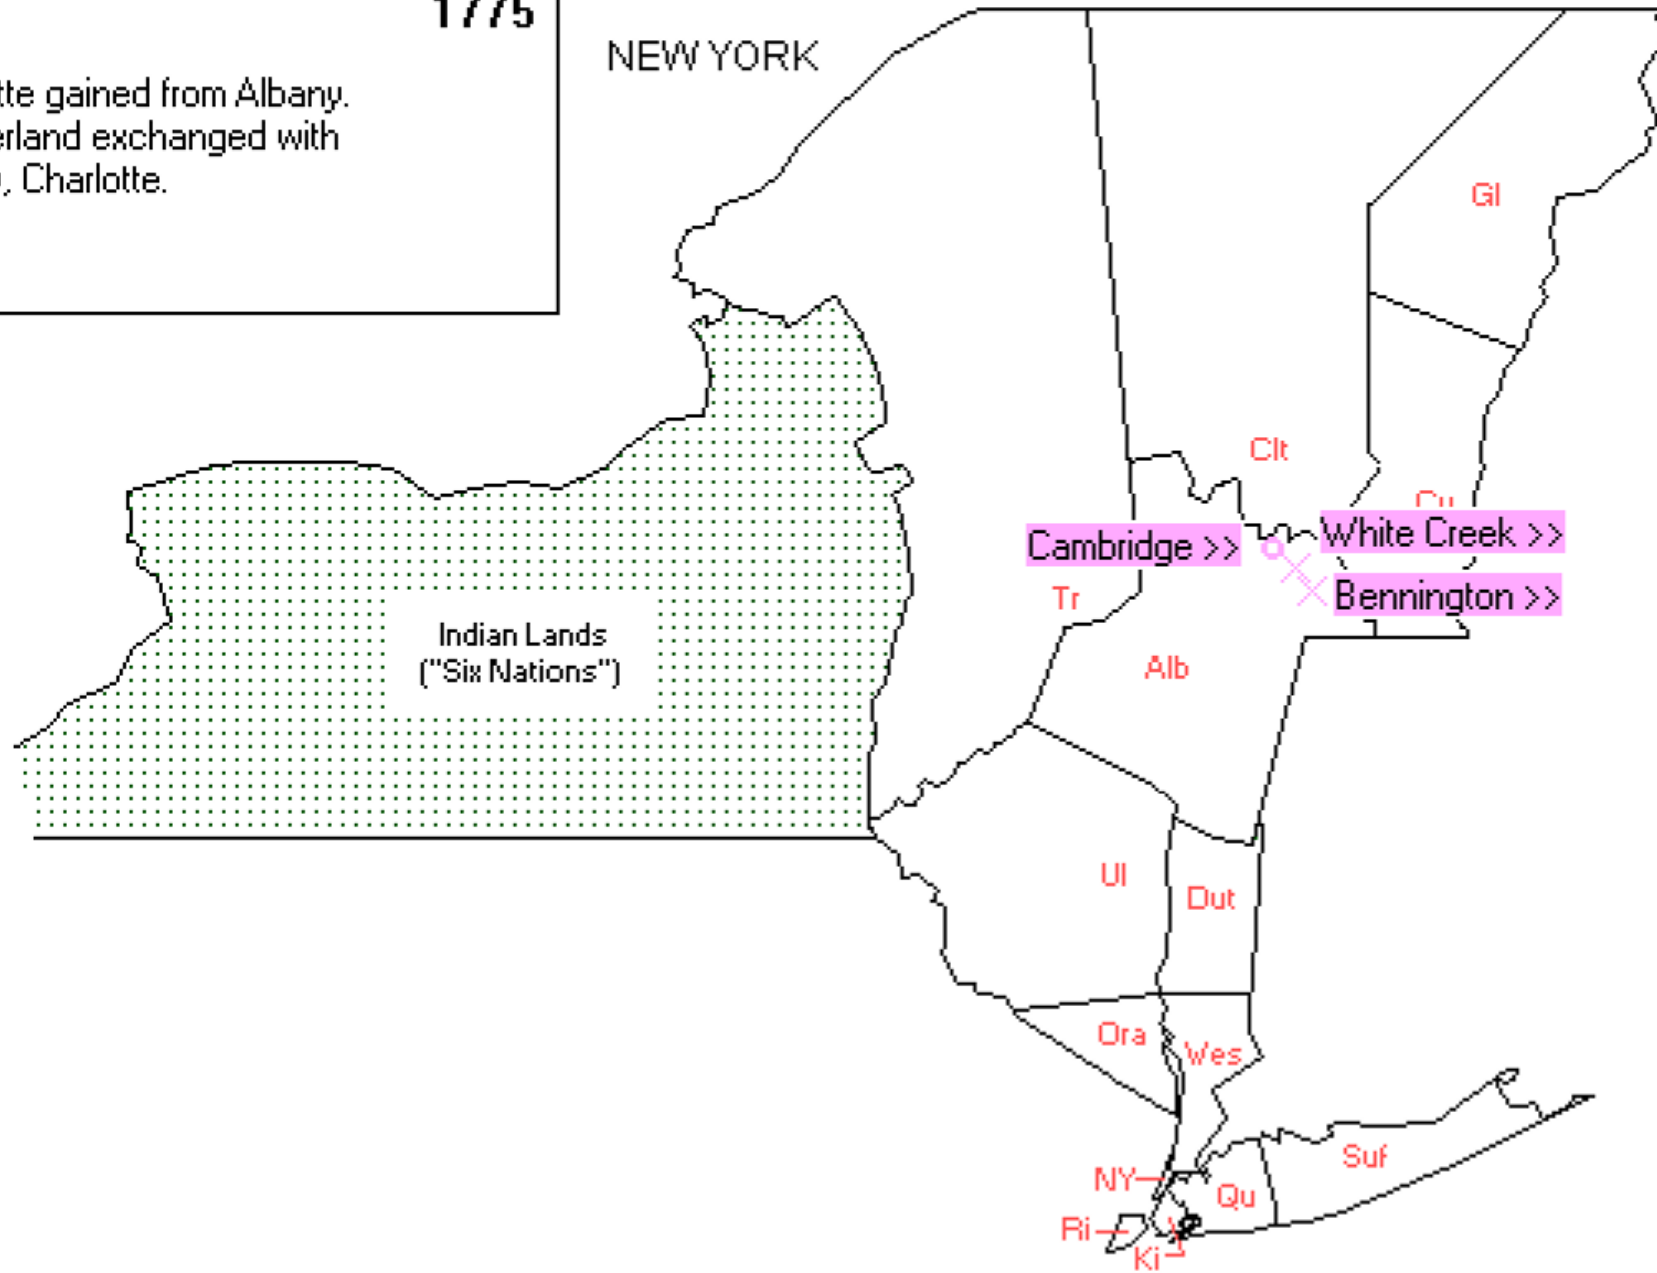 1775
NEW YORK
tte gained from Albany.
erland exchanged with
, Charlotte.
Gl
Clt
Cu
Cambridge >>
White Creek >>
Bennington >>
Tr
Indian Lands
("Six Nations")
Alb
Ul
Dut
Ora
Wes
Suf
NY
Qu
Ri
Ki